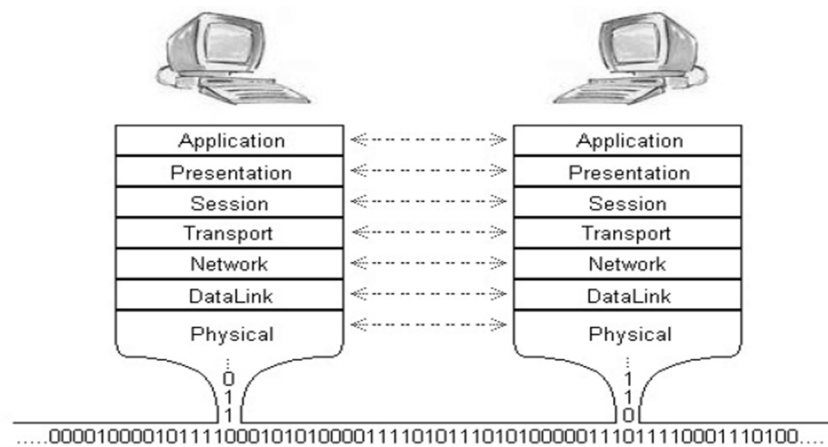 Application Application
Presentation Presentation
Session Session
Transport Transport
Network Network
DataLink DataLink
Physical Physical
: :
0 1
1 1
1 0
.....0000100001011110001010100001111010111010100000111011110001110100....